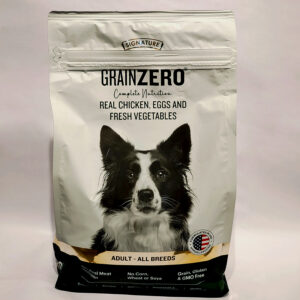 SIGNATURE
GRAINZERO®
Complete Nutrition
REAL CHICKEN, EGGS AND
FRESH VEGETABLES
ADULT - ALL BREEDS
Meat
No Corn,
Wheat or Soya
Grain, Gluten
& GMO Free